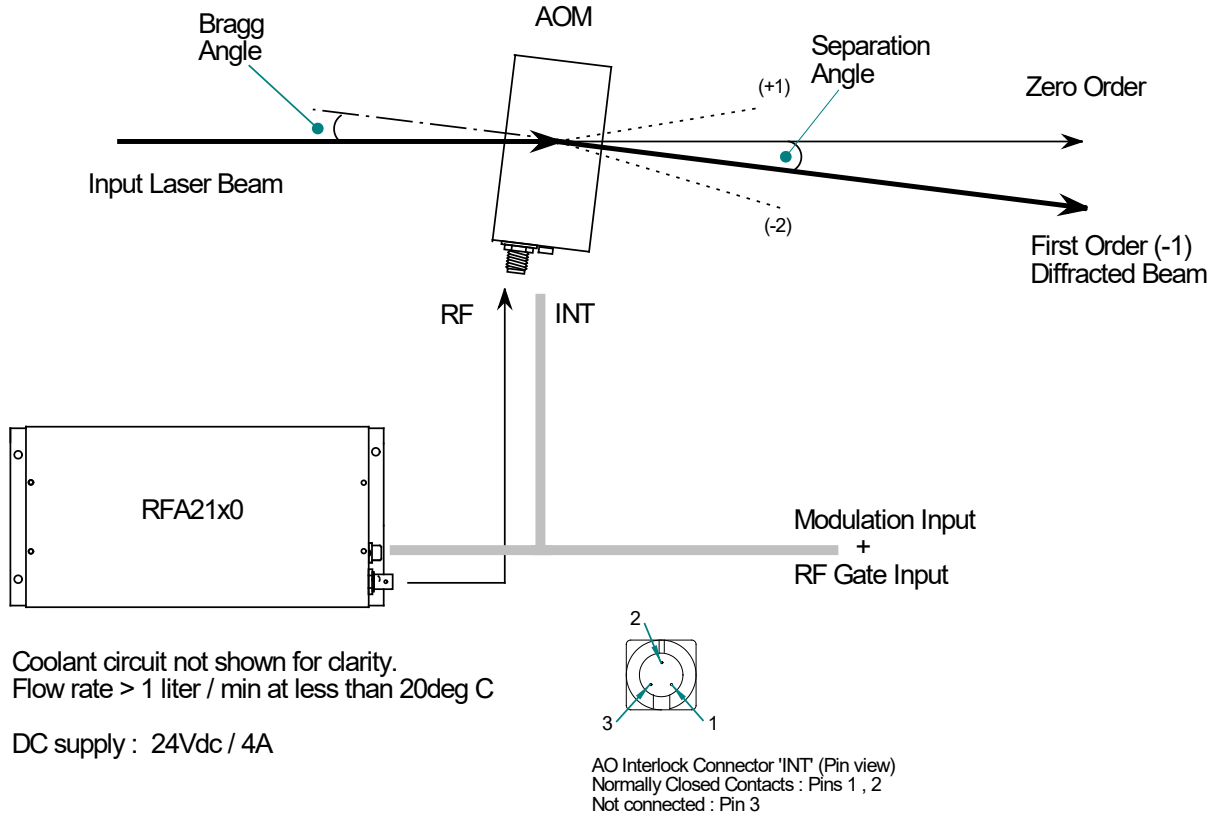 AOM
Bragg
Angle
Separation
Angle
(+1)
Zero Order
Input Laser Beam
(-2)
First Order (-1)
Diffracted Beam
RF
INT
RFA21x0
Modulation Input
+
RF Gate Input
2
3
1
Coolant circuit not shown for clarity.
Flow rate > 1 liter / min at less than 20deg C
DC supply : 24Vdc / 4A
AO Interlock Connector 'INT' (Pin view)
Normally Closed Contacts : Pins 1 , 2
Not connected : Pin 3